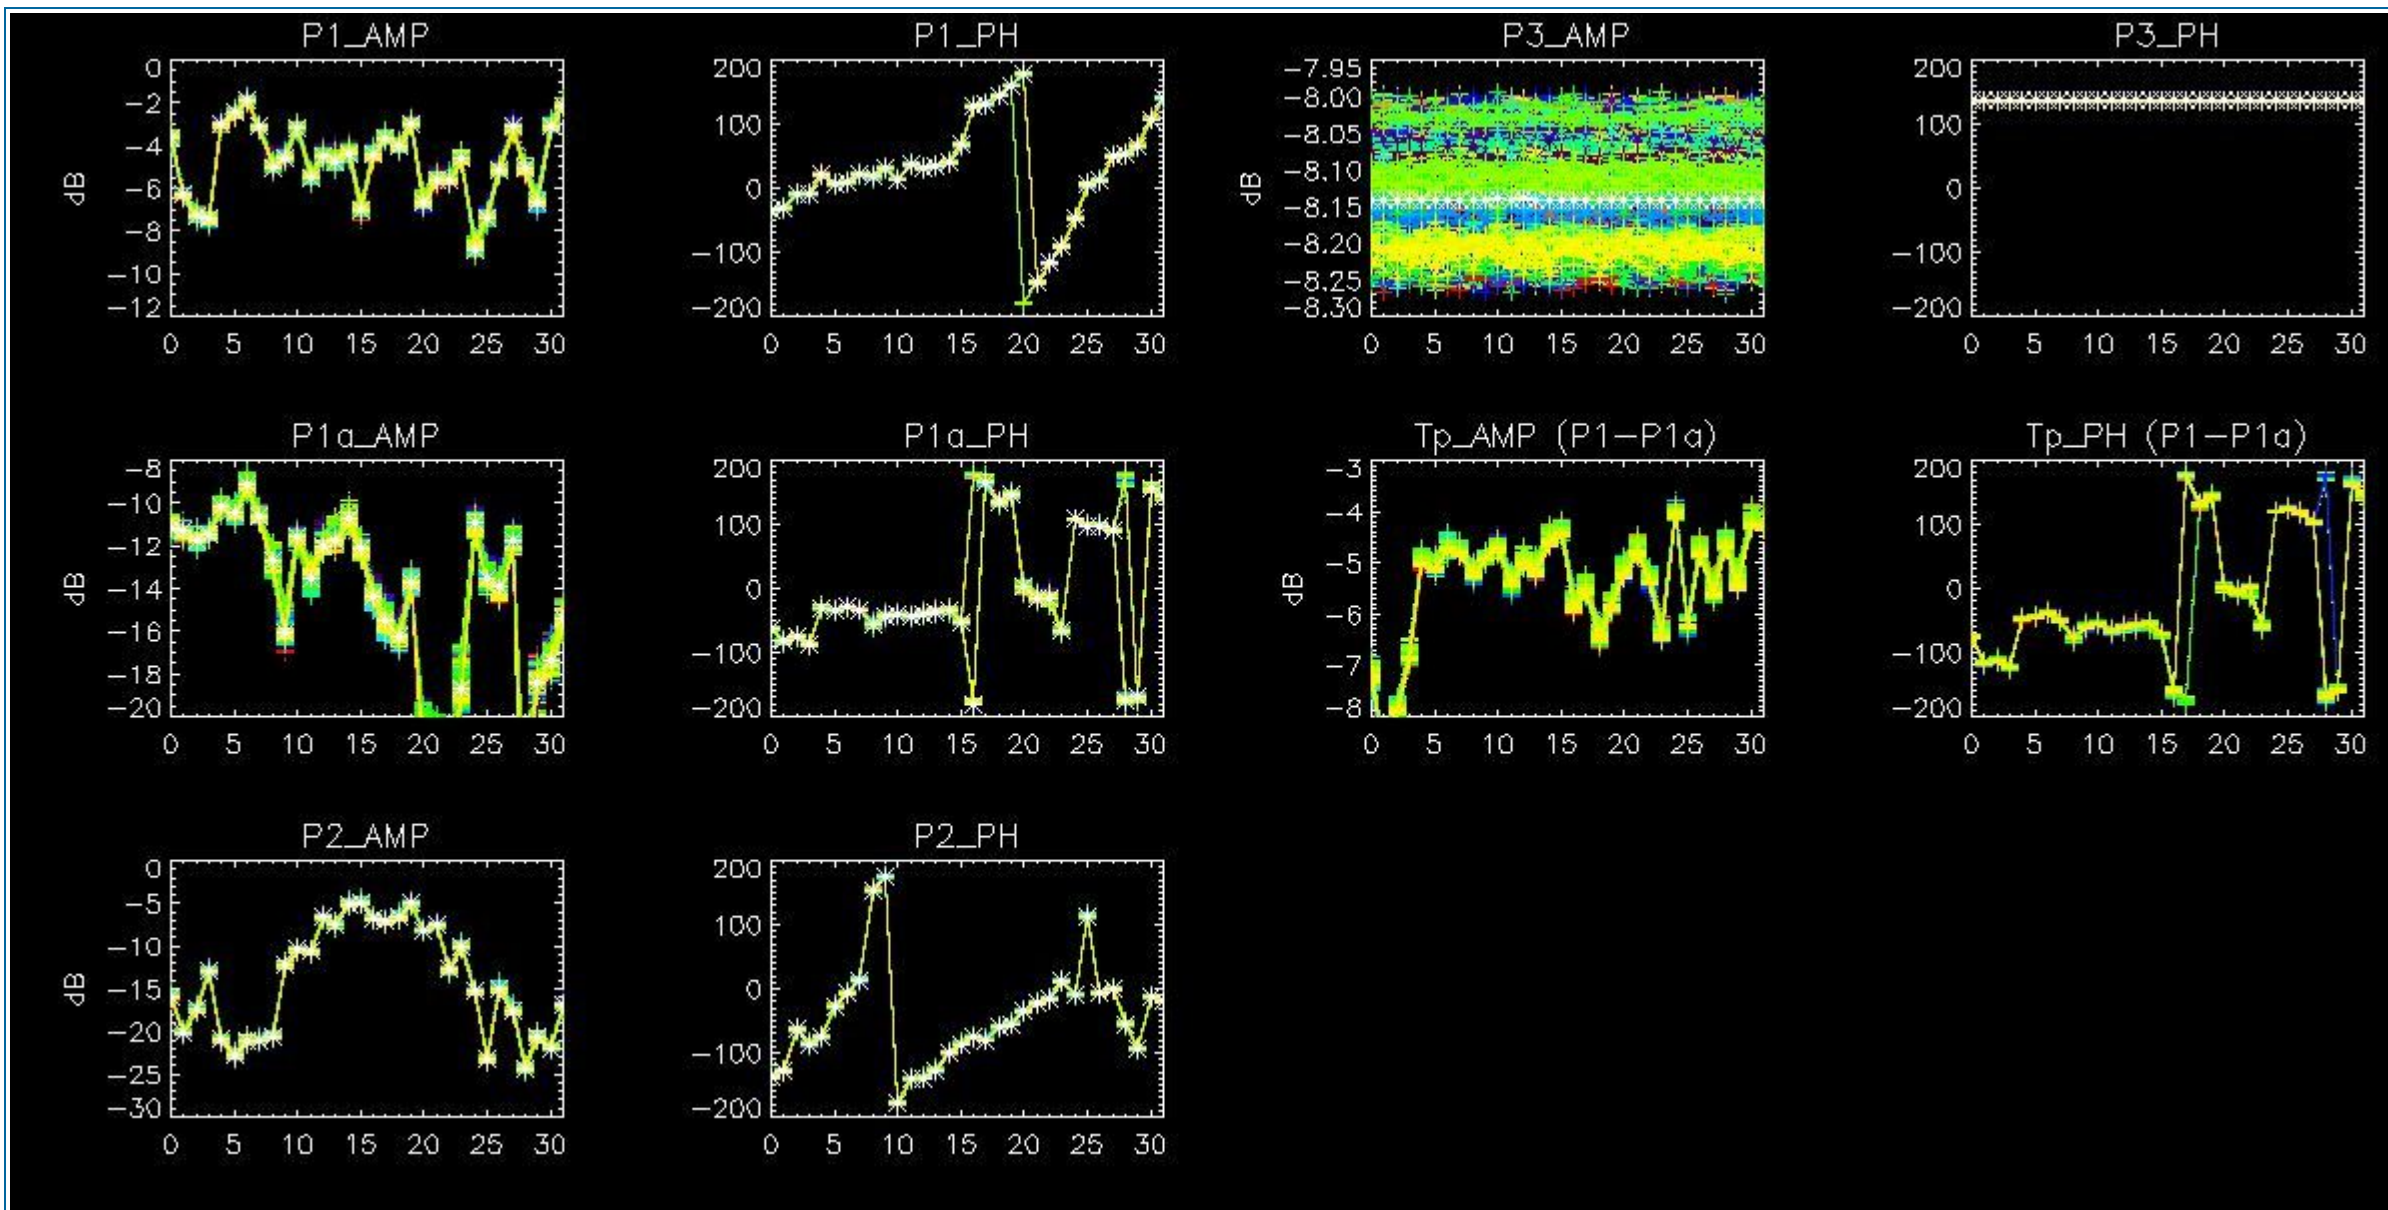 P1_AMP
0
−2
−4
−6
−8
−10
−12
dB
0 5 10 15 20 25 30
P1_PH
200
100
0
−100
−200
0 5 10 15 20 25 30
P3_AMP
−7.95
−8.00
−8.05
−8.10
−8.15
−8.20
−8.25
−8.30
dB
0 5 10 15 20 25 30
P3_PH
200
100
0
−100
−200
0 5 10 15 20 25 30
P1a_AMP
−8
−10
−12
−14
−16
−18
−20
dB
0 5 10 15 20 25 30
P1a_PH
200
100
0
−100
−200
0 5 10 15 20 25 30
Tp_AMP (P1−P1a)
−3
−4
−5
−6
−7
−8
dB
0 5 10 15 20 25 30
Tp_PH (P1−P1a)
200
100
0
−100
−200
0 5 10 15 20 25 30
P2_AMP
0
−5
−10
−15
−20
−25
−30
dB
0 5 10 15 20 25 30
P2_PH
200
100
0
−100
−200
0 5 10 15 20 25 30